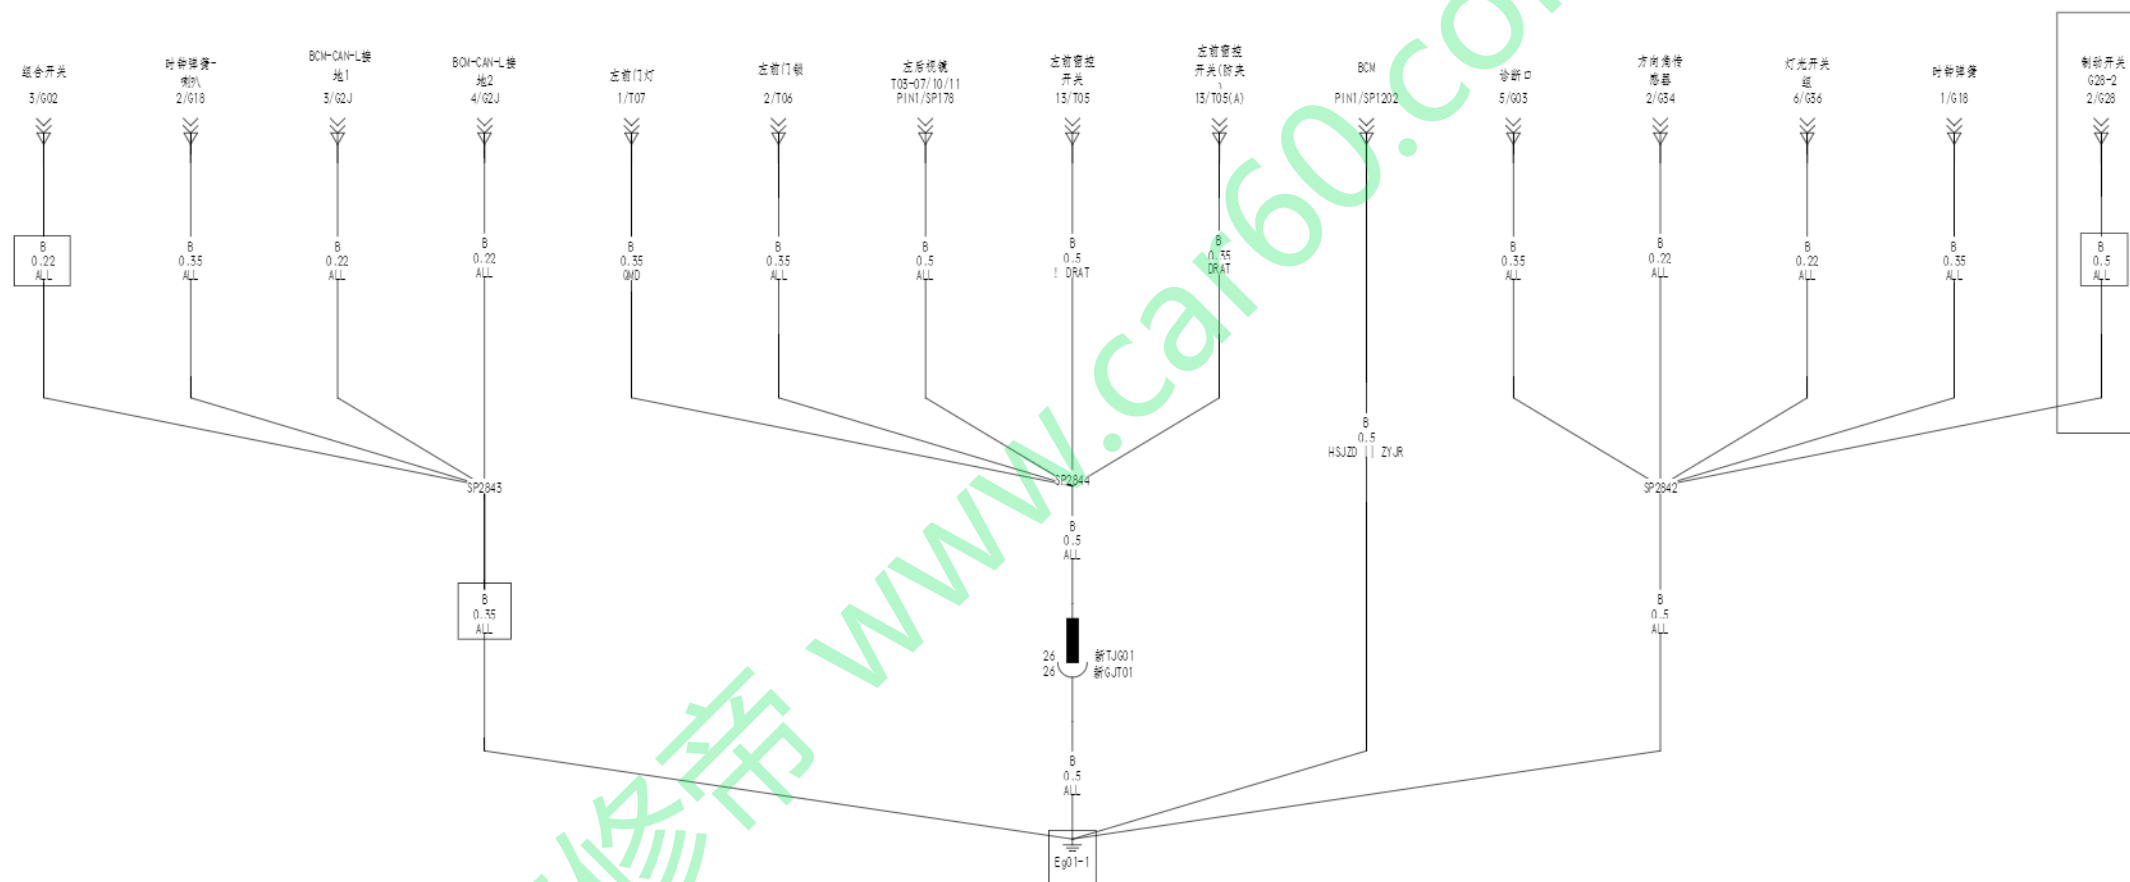 组合开关
3/G02
时钟弹簧-
喇叭
2/G18
BCM-CAN-L接
地1
3/G2J
BCM-CAN-L接
地2
4/G2J
左前门灯
1/T07
左前门锁
2/T06
左后视镜
T03-07/10/11
PIN1/SP178
左前窗控
开关
13/T05
左前窗控
开关(防夹
)
13/T05(A)
BCM
PIN1/SP1202
诊断口
5/G03
方向角传
感器
2/G34
灯光开关
组
6/G36
时钟弹簧
1/G18
制动开关
G28-2
2/G28
B
0.22
ALL
B
0.35
ALL
B
0.22
ALL
B
0.22
ALL
B
0.35
QMD
B
0.35
ALL
B
0.5
ALL
B
0.5
! DRAT
B
0.35
DRAT
B
0.5
HSJZD || ZYJR
B
0.35
ALL
B
0.22
ALL
B
0.22
ALL
B
0.35
ALL
B
0.5
ALL
SP2843
SP2844
SP2842
B
0.35
ALL
B
0.5
ALL
B
0.5
ALL
26 新TJG01
26 新GJT01
B
0.5
ALL
Eg01-1
修帝 www.car60.co